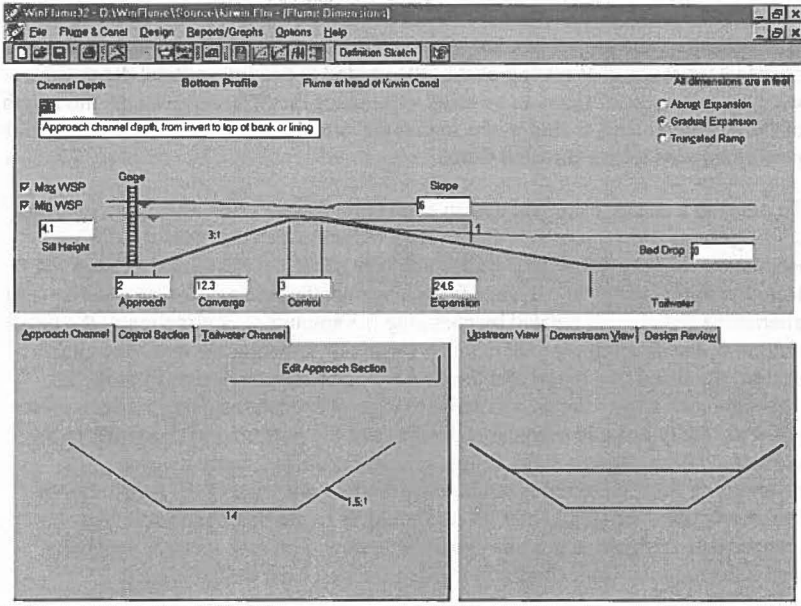 WinFlume32 - D:\WinFlume\Source\Kirwin.Flm - [Flume Dimensions]
File Flume & Canal Design Reports/Graphs Options Help
Definition Sketch
Channel Depth Bottom Profile Flume at head of Kirwin Canal All dimensions are in feet
Abrupt Expansion
Approach channel depth, from invert to top of bank or lining
Gradual Expansion
Truncated Ramp
Gage
Max WSP
Slope
Min WSP
6
4.1
3:1
1
Sill Height
Bed Drop 0
2 12.3 3 24.6
Approach Converge Control Expansion Tailwater
Approach Channel Control Section Tailwater Channel
Edit Approach Section
1.5:1
14
Upstream View Downstream View Design Review